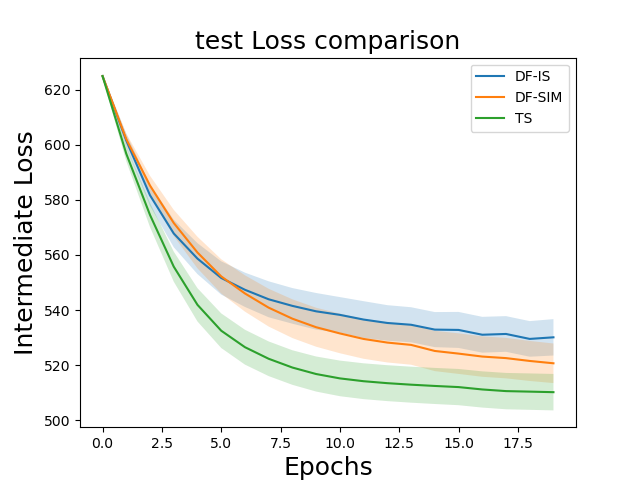 test Loss comparison
DF-IS
DF-SIM
TS
Intermediate Loss
620
600
580
560
540
520
500
0.0 2.5 5.0 7.5 10.0 12.5 15.0 17.5
Epochs